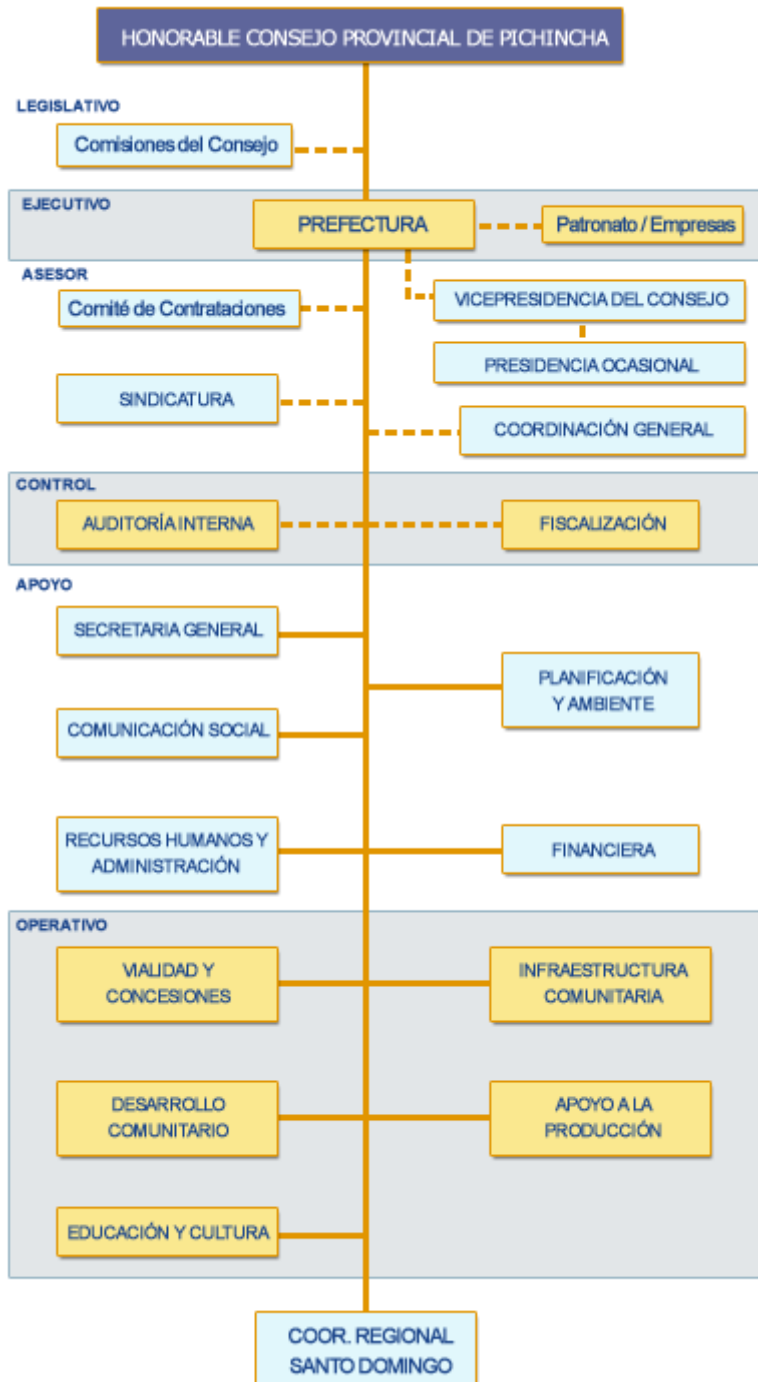 HONORABLE CONSEJO PROVINCIAL DE PICHINCHA
LEGISLATIVO
Comisiones del Consejo
EJECUTIVO
PREFECTURA
Patronato / Empresas
ASESOR
Comité de Contrataciones
VICEPRESIDENCIA DEL CONSEJO
PRESIDENCIA OCASIONAL
SINDICATURA
COORDINACIÓN GENERAL
CONTROL
AUDITORÍA INTERNA
FISCALIZACIÓN
APOYO
SECRETARIA GENERAL
PLANIFICACIÓN
Y AMBIENTE
COMUNICACIÓN SOCIAL
RECURSOS HUMANOS Y
ADMINISTRACIÓN
FINANCIERA
OPERATIVO
VIALIDAD Y
CONCESIONES
INFRAESTRUCTURA
COMUNITARIA
DESARROLLO
COMUNITARIO
APOYO A LA
PRODUCCIÓN
EDUCACIÓN Y CULTURA
COOR. REGIONAL
SANTO DOMINGO